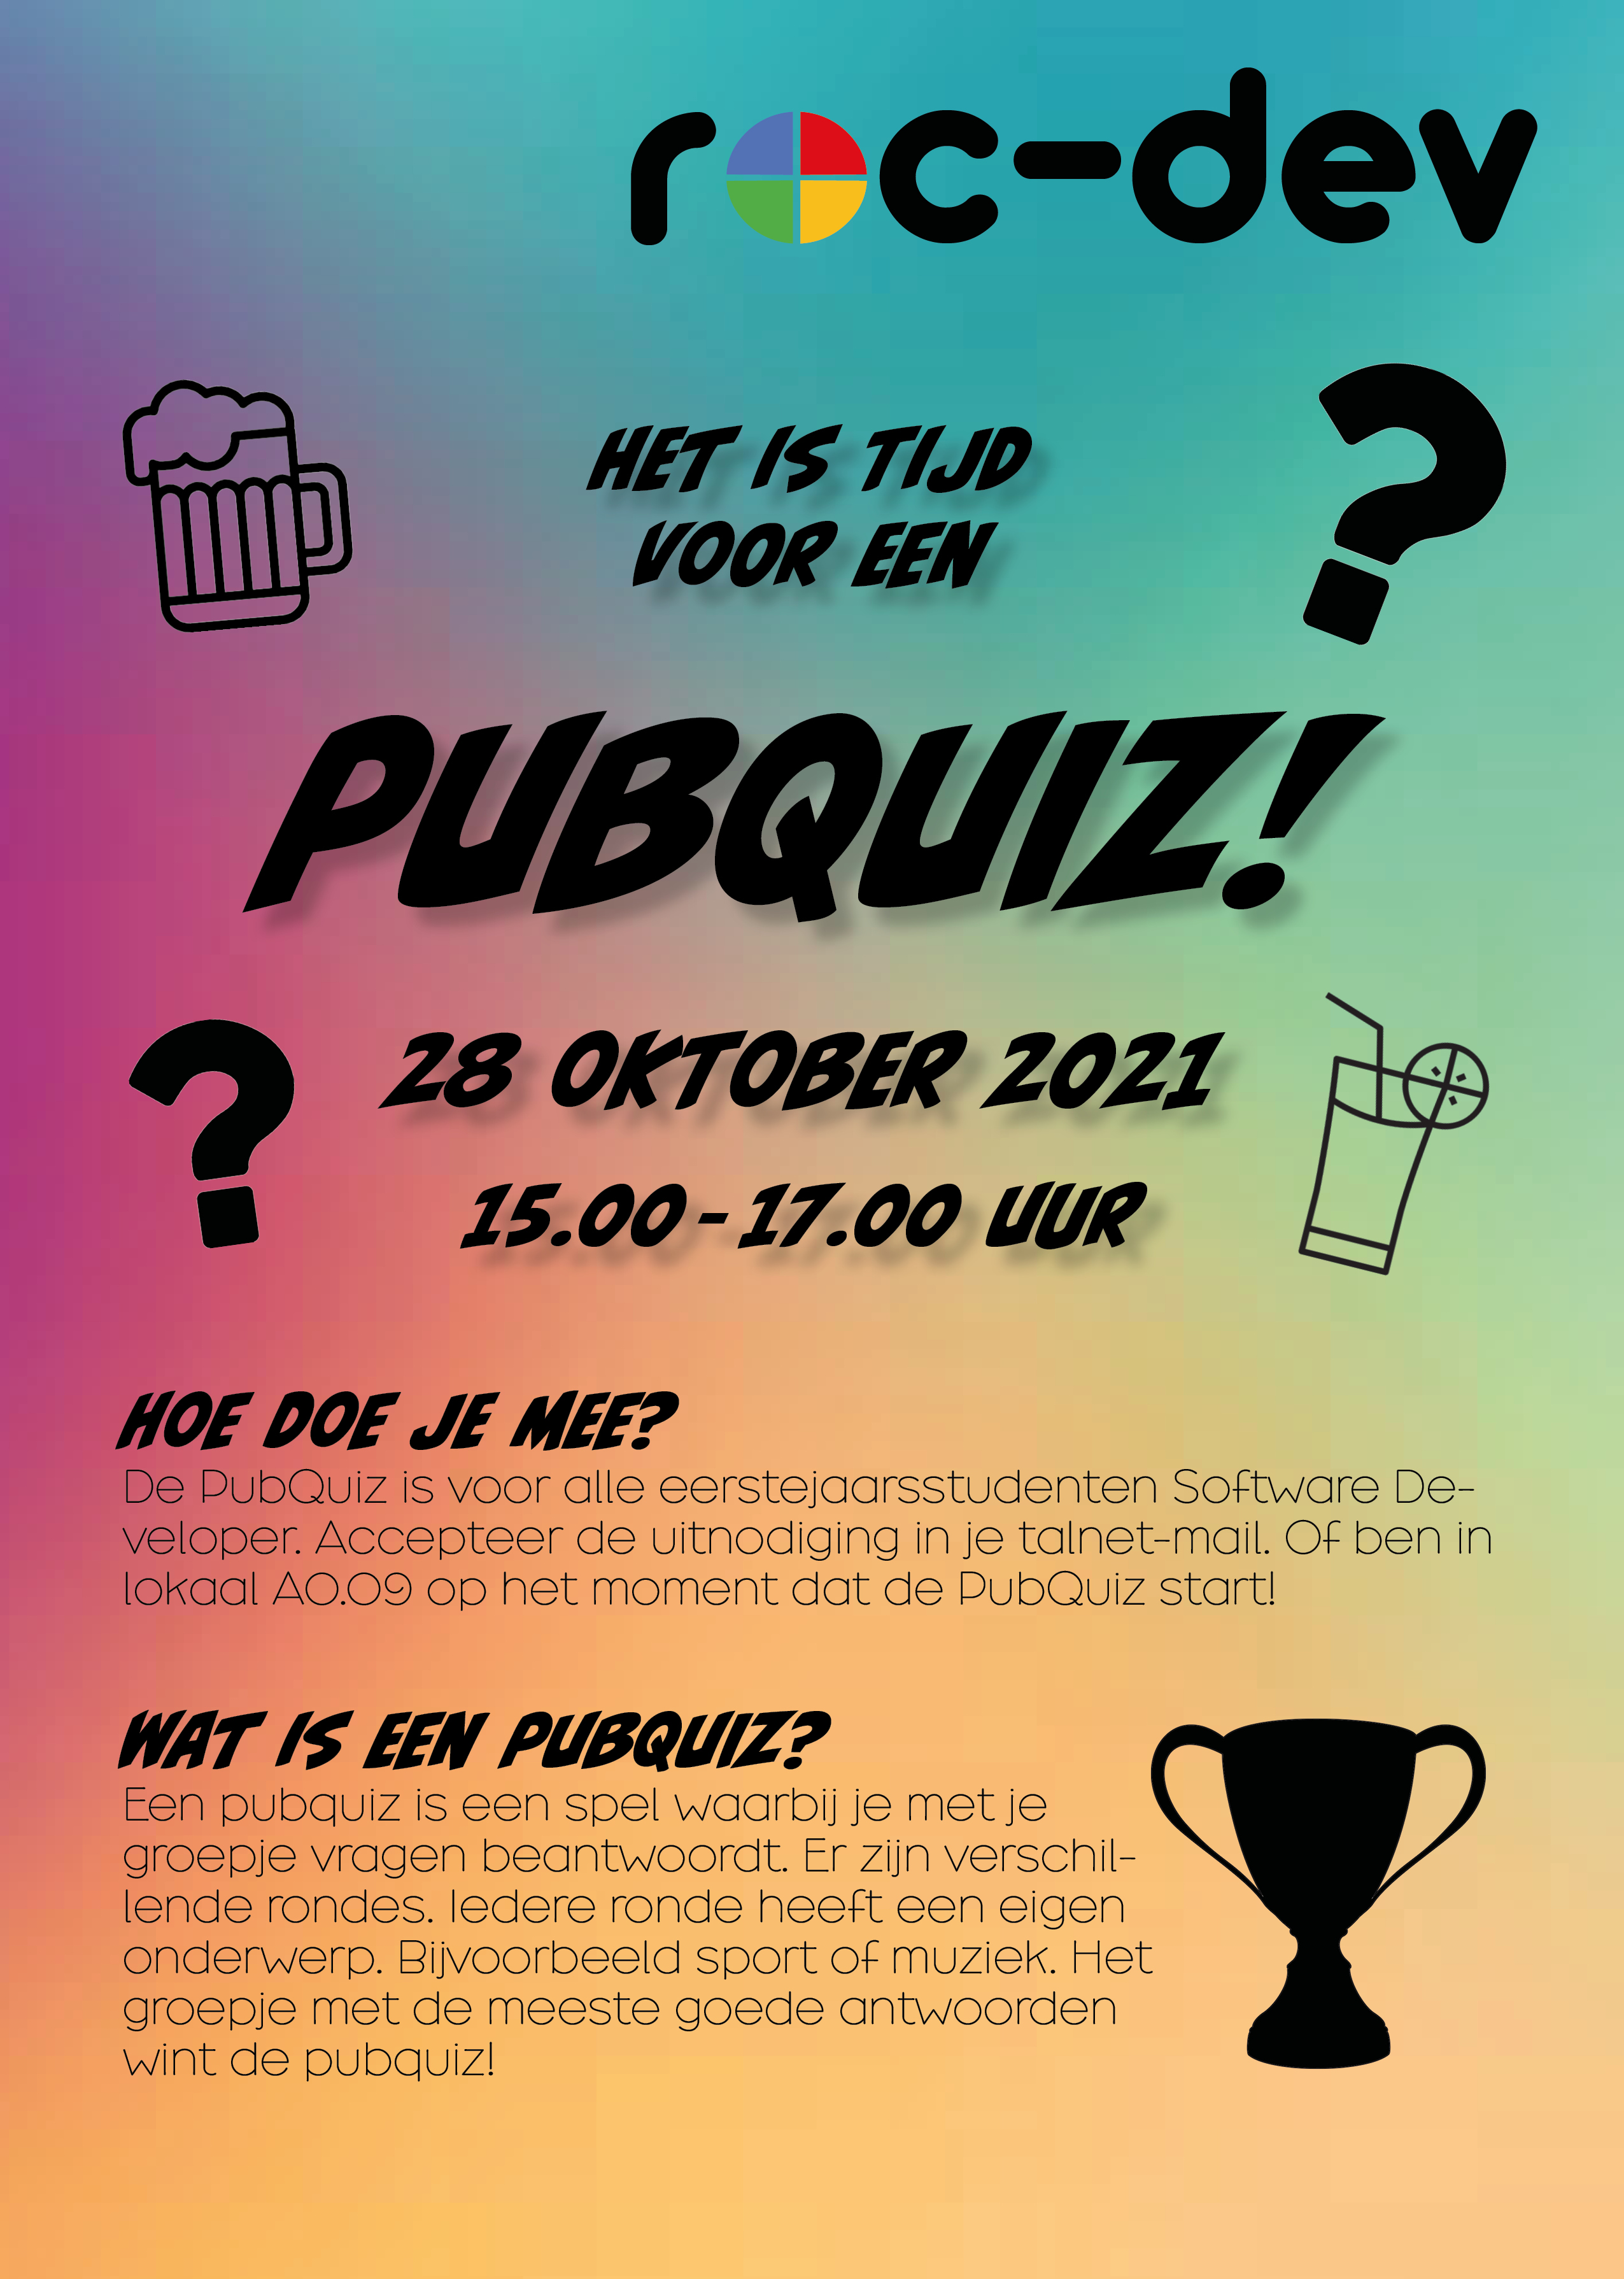 roc-dev
HET IS TIJD
VOOR EEN
PUBQUIZ!
28 OKTOBER 2021
15.00 - 17.00 UUR
HOE DOE JE MEE?
De PubQuiz is voor alle eerstejaarsstudenten Software De-
veloper. Accepteer de uitnodiging in je talnet-mail. Of ben in
lokaal A0.09 op het moment dat de PubQuiz start!
WAT IS EEN PUBQUIZ?
Een pubquiz is een spel waarbij je met je
groepje vragen beantwoordt. Er zijn verschil-
lende rondes. Iedere ronde heeft een eigen
onderwerp. Bijvoorbeeld sport of muziek. Het
groepje met de meeste goede antwoorden
wint de pubquiz!